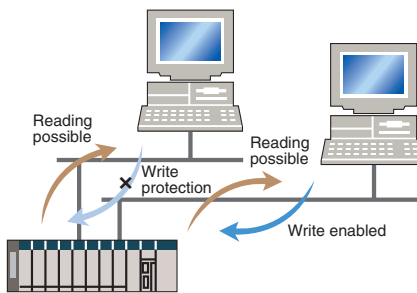 Reading
possible
Write
protection
Reading
possible
Write enabled